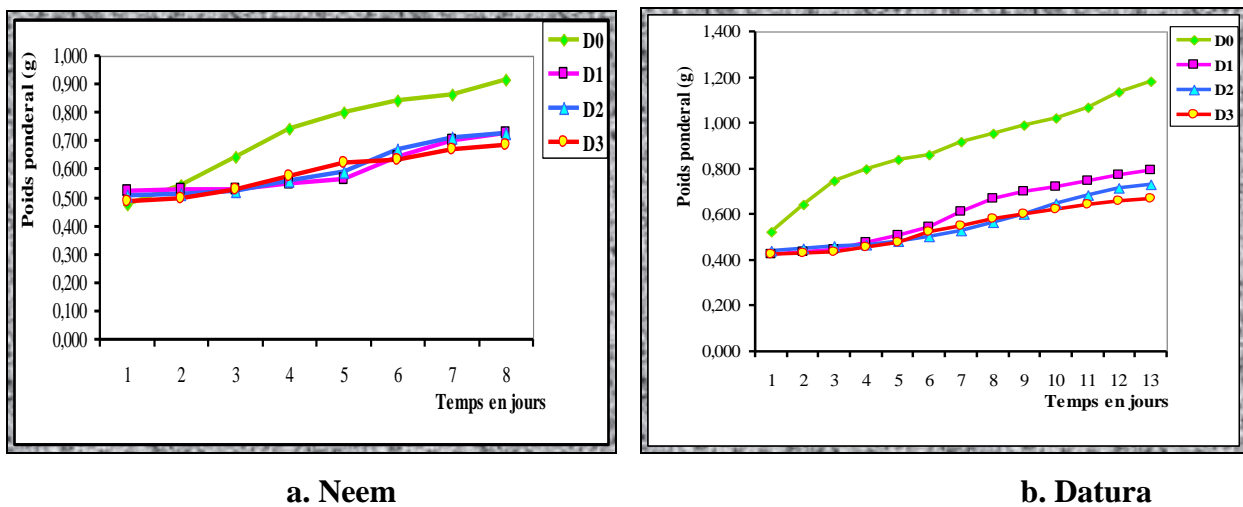 Poids ponderal (g)
1,000
0,900
0,800
0,700
0,600
0,500
0,400
0,300
0,200
0,100
0,000
1 2 3 4 5 6 7 8
Temps en jours
D0
D1
D2
D3
a. Neem
Poids ponderal (g)
1,400
1,200
1,000
0,800
0,600
0,400
0,200
0,000
1 2 3 4 5 6 7 8 9 10 11 12 13
Temps en jours
D0
D1
D2
D3
b. Datura